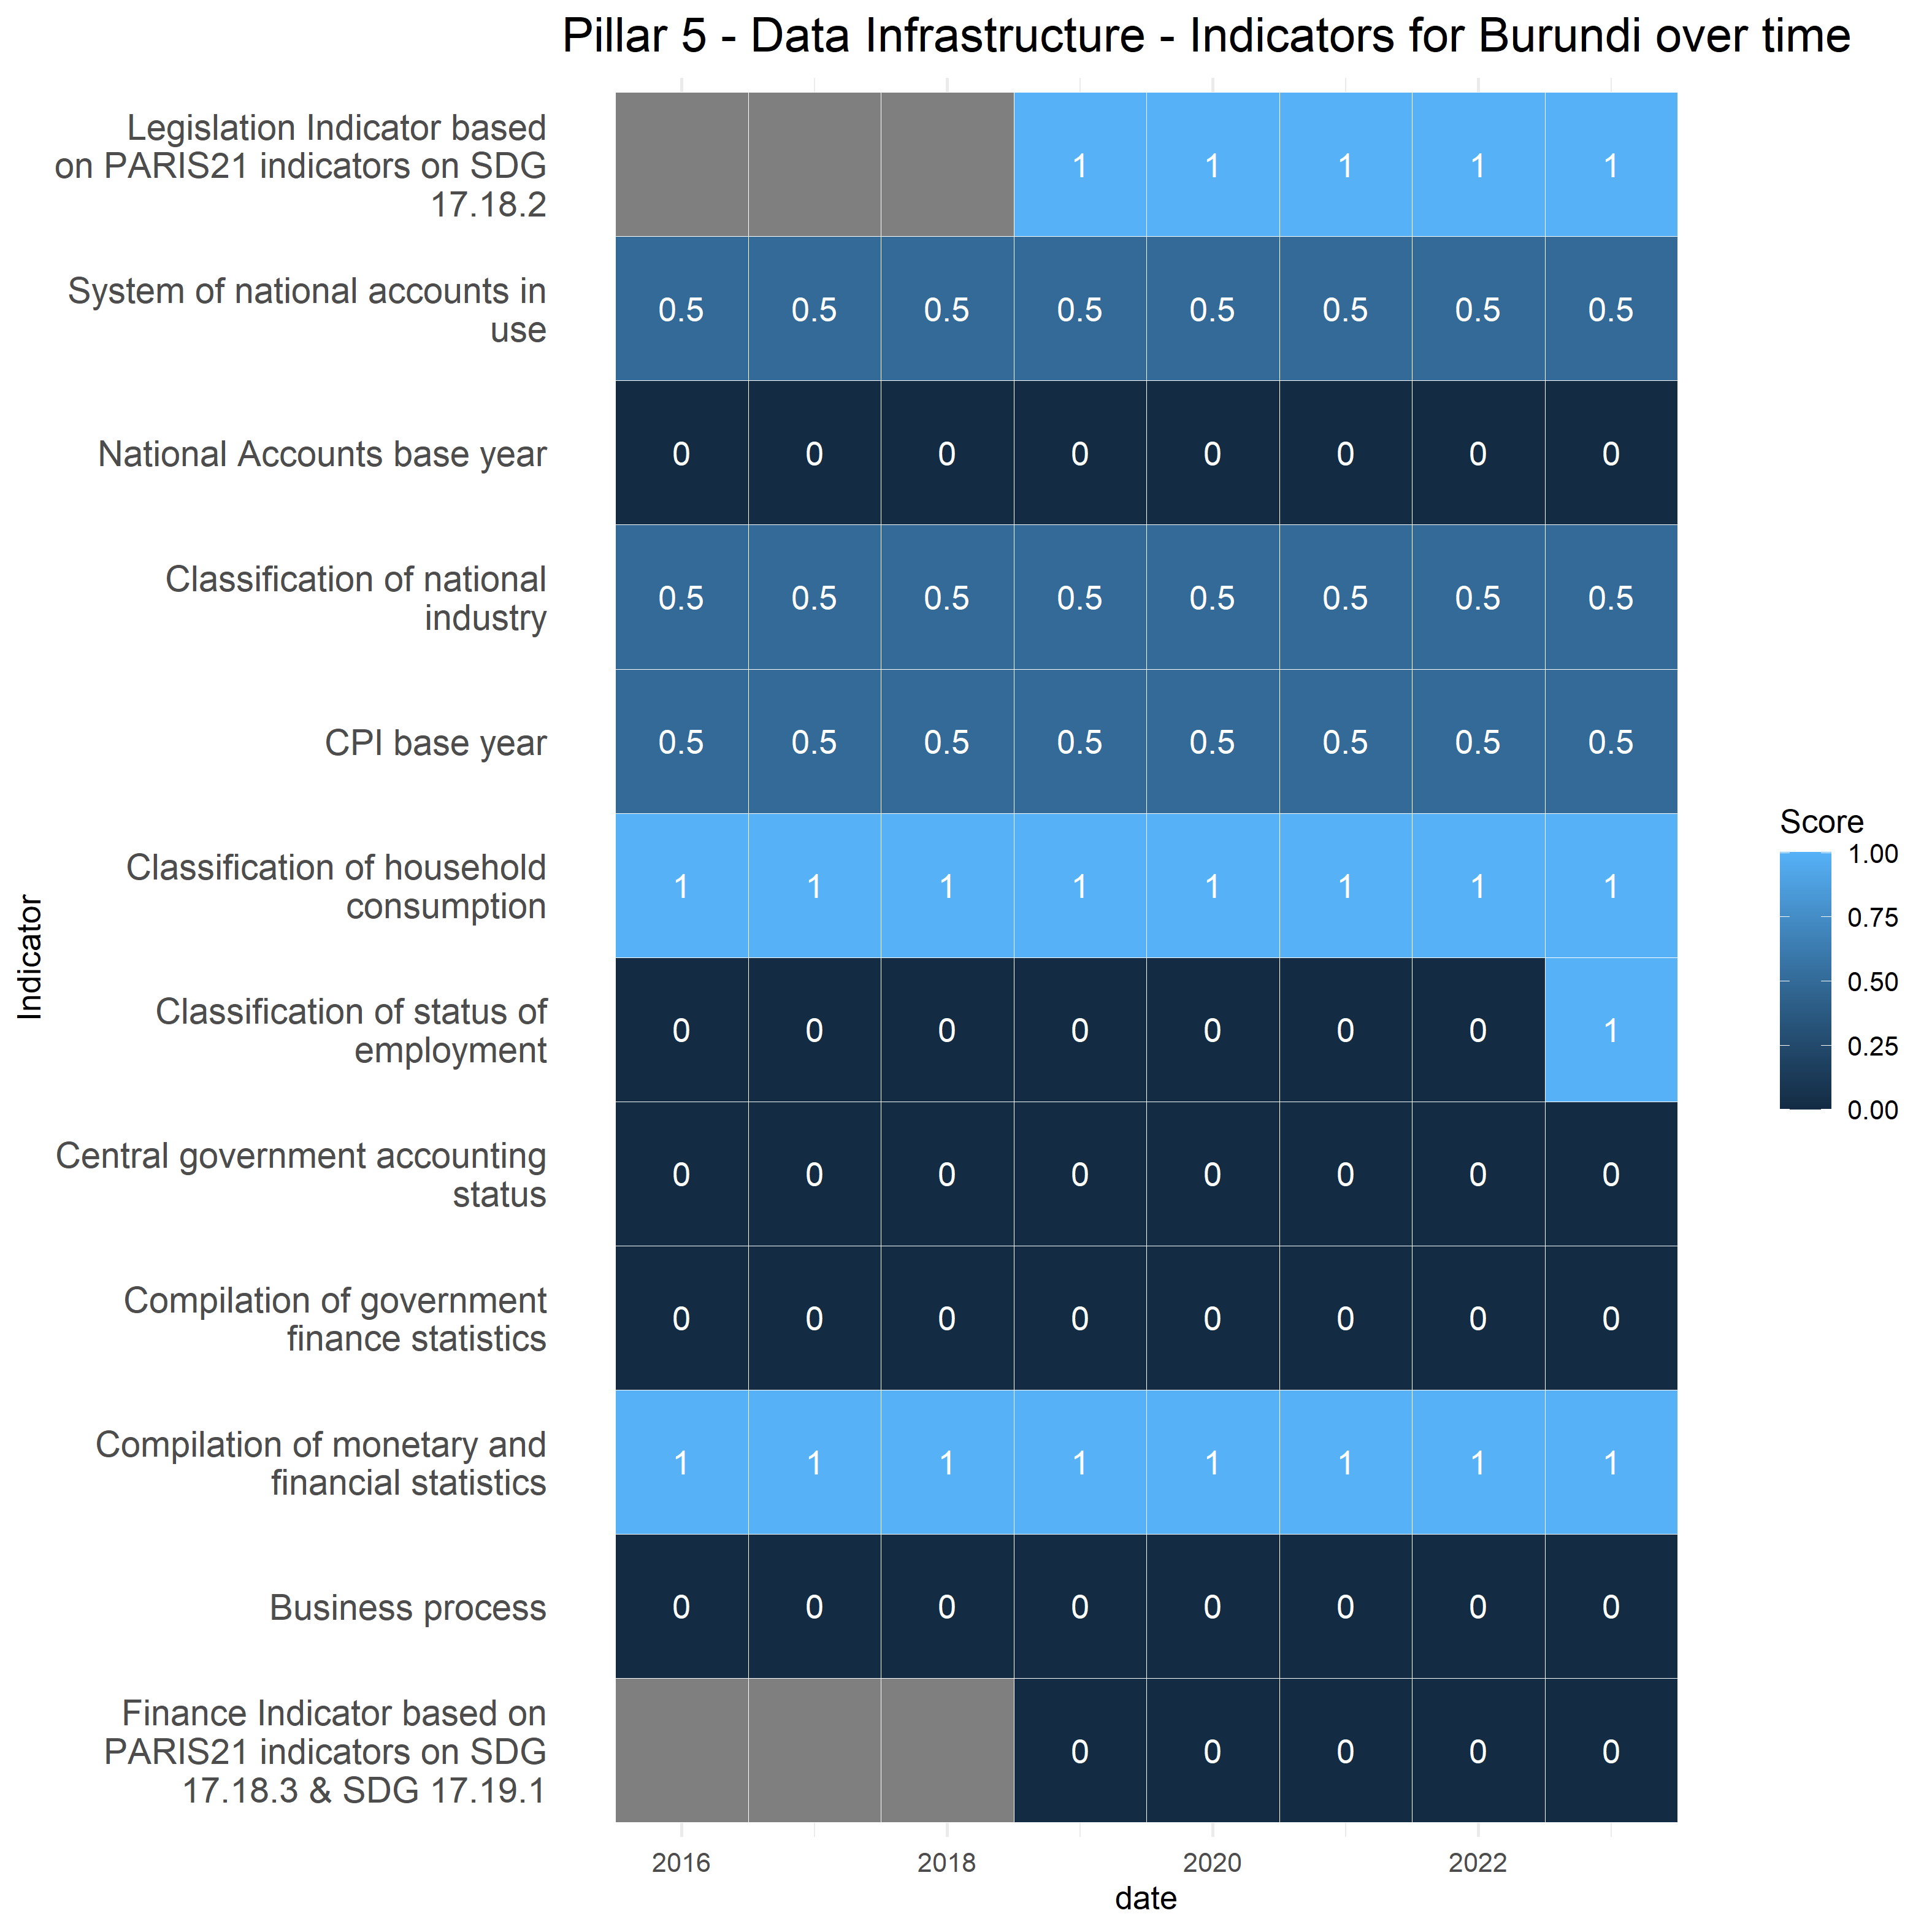 Pillar 5 - Data Infrastructure - Indicators for Burundi over time
Legislation Indicator based
on PARIS21 indicators on SDG
17.18.2
1 1 1 1 1
System of national accounts in
use
0.5 0.5 0.5 0.5 0.5 0.5 0.5 0.5
National Accounts base year
0 0 0 0 0 0 0 0
Classification of national
industry
0.5 0.5 0.5 0.5 0.5 0.5 0.5 0.5
CPI base year
0.5 0.5 0.5 0.5 0.5 0.5 0.5 0.5
Classification of household
consumption
1 1 1 1 1 1 1 1
Classification of status of
employment
0 0 0 0 0 0 0 1
Central government accounting
status
0 0 0 0 0 0 0 0
Compilation of government
finance statistics
0 0 0 0 0 0 0 0
Compilation of monetary and
financial statistics
1 1 1 1 1 1 1 1
Business process
0 0 0 0 0 0 0 0
Finance Indicator based on
PARIS21 indicators on SDG
17.18.3 & SDG 17.19.1
0 0 0 0 0
2016 2018 2020 2022
date
Indicator
Score
1.00
0.75
0.50
0.25
0.00